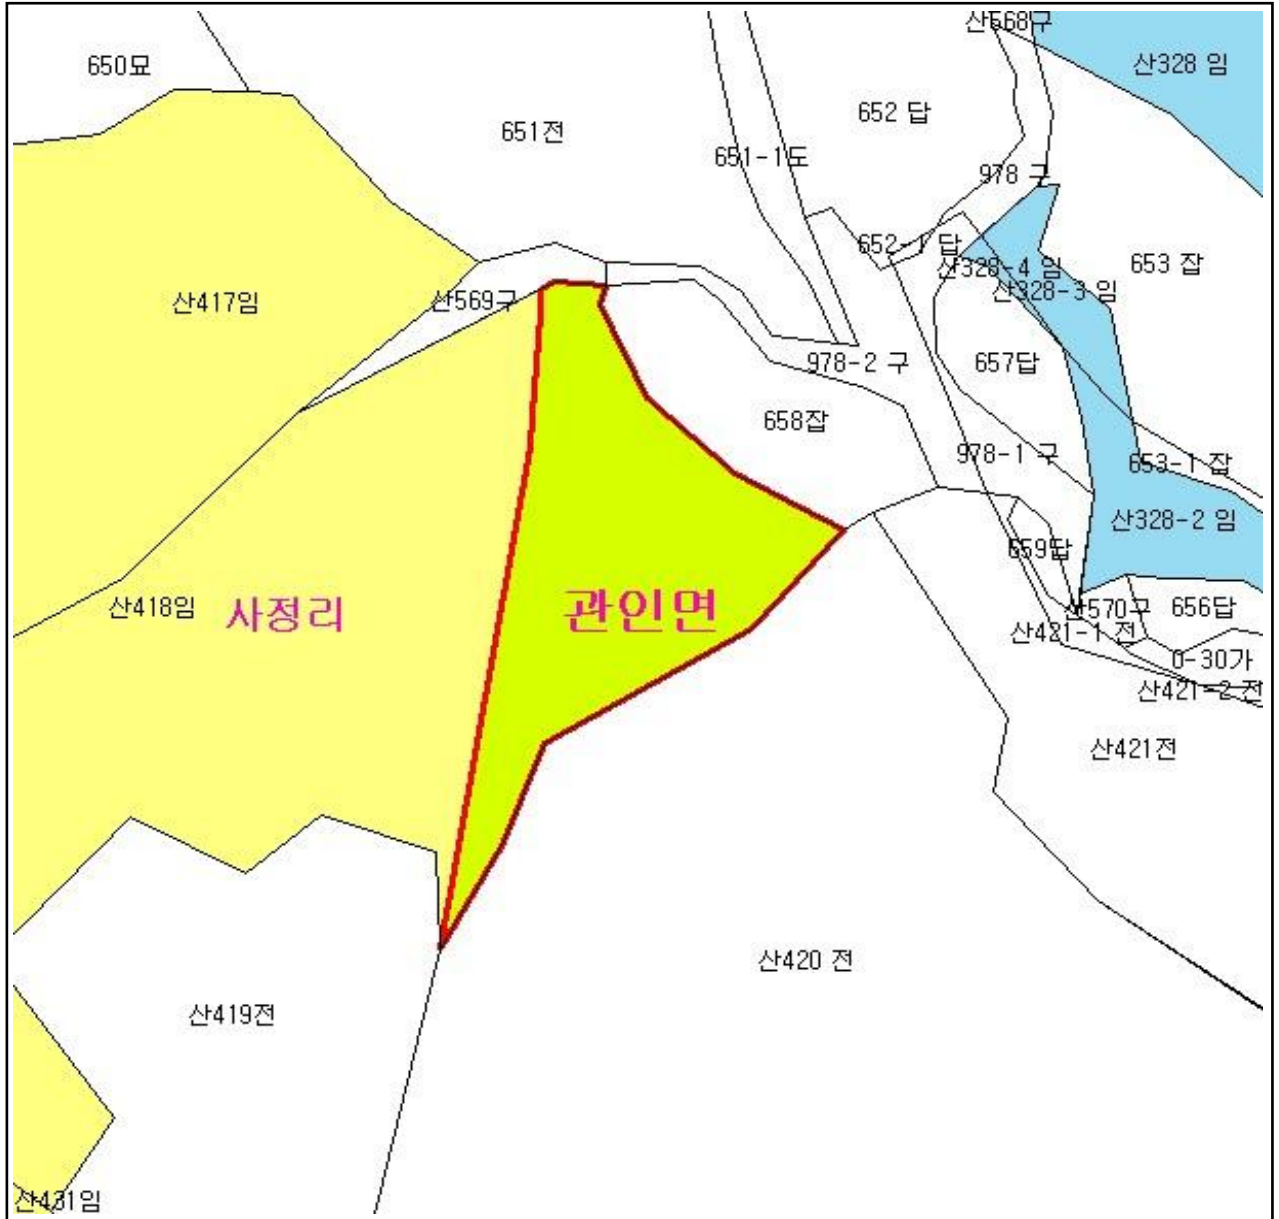 산568구
650묘
산328 임
652 답
651전
651-1도
978 구
652-1 답
653 잡
산328-4 임
산328-3 임
산417임
산569구
978-2 구
657답
658잡
978-1 구
653-1 잡
산328-2 임
659답
산418임
사정리
관인면
산570구
656답
산421-1 전
0-30가
산421-2 전
산421전
산420 전
산419전
산431임